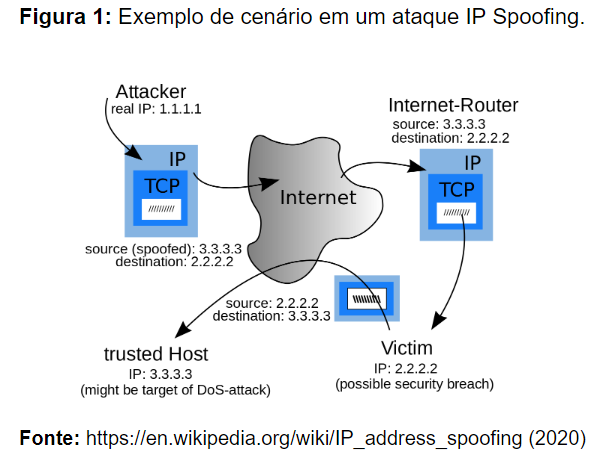 Figura 1: Exemplo de cenário em um ataque IP Spoofing.
Attacker
real IP: 1.1.1.1
IP
TCP
source (spoofed): 3.3.3.3
destination: 2.2.2.2
Internet
Internet-Router
source: 3.3.3.3
destination: 2.2.2.2
IP
TCP
source: 2.2.2.2
destination: 3.3.3.3
trusted Host
IP: 3.3.3.3
(might be target of DoS-attack)
Victim
IP: 2.2.2.2
(possible security breach)
Fonte: https://en.wikipedia.org/wiki/IP_address_spoofing (2020)